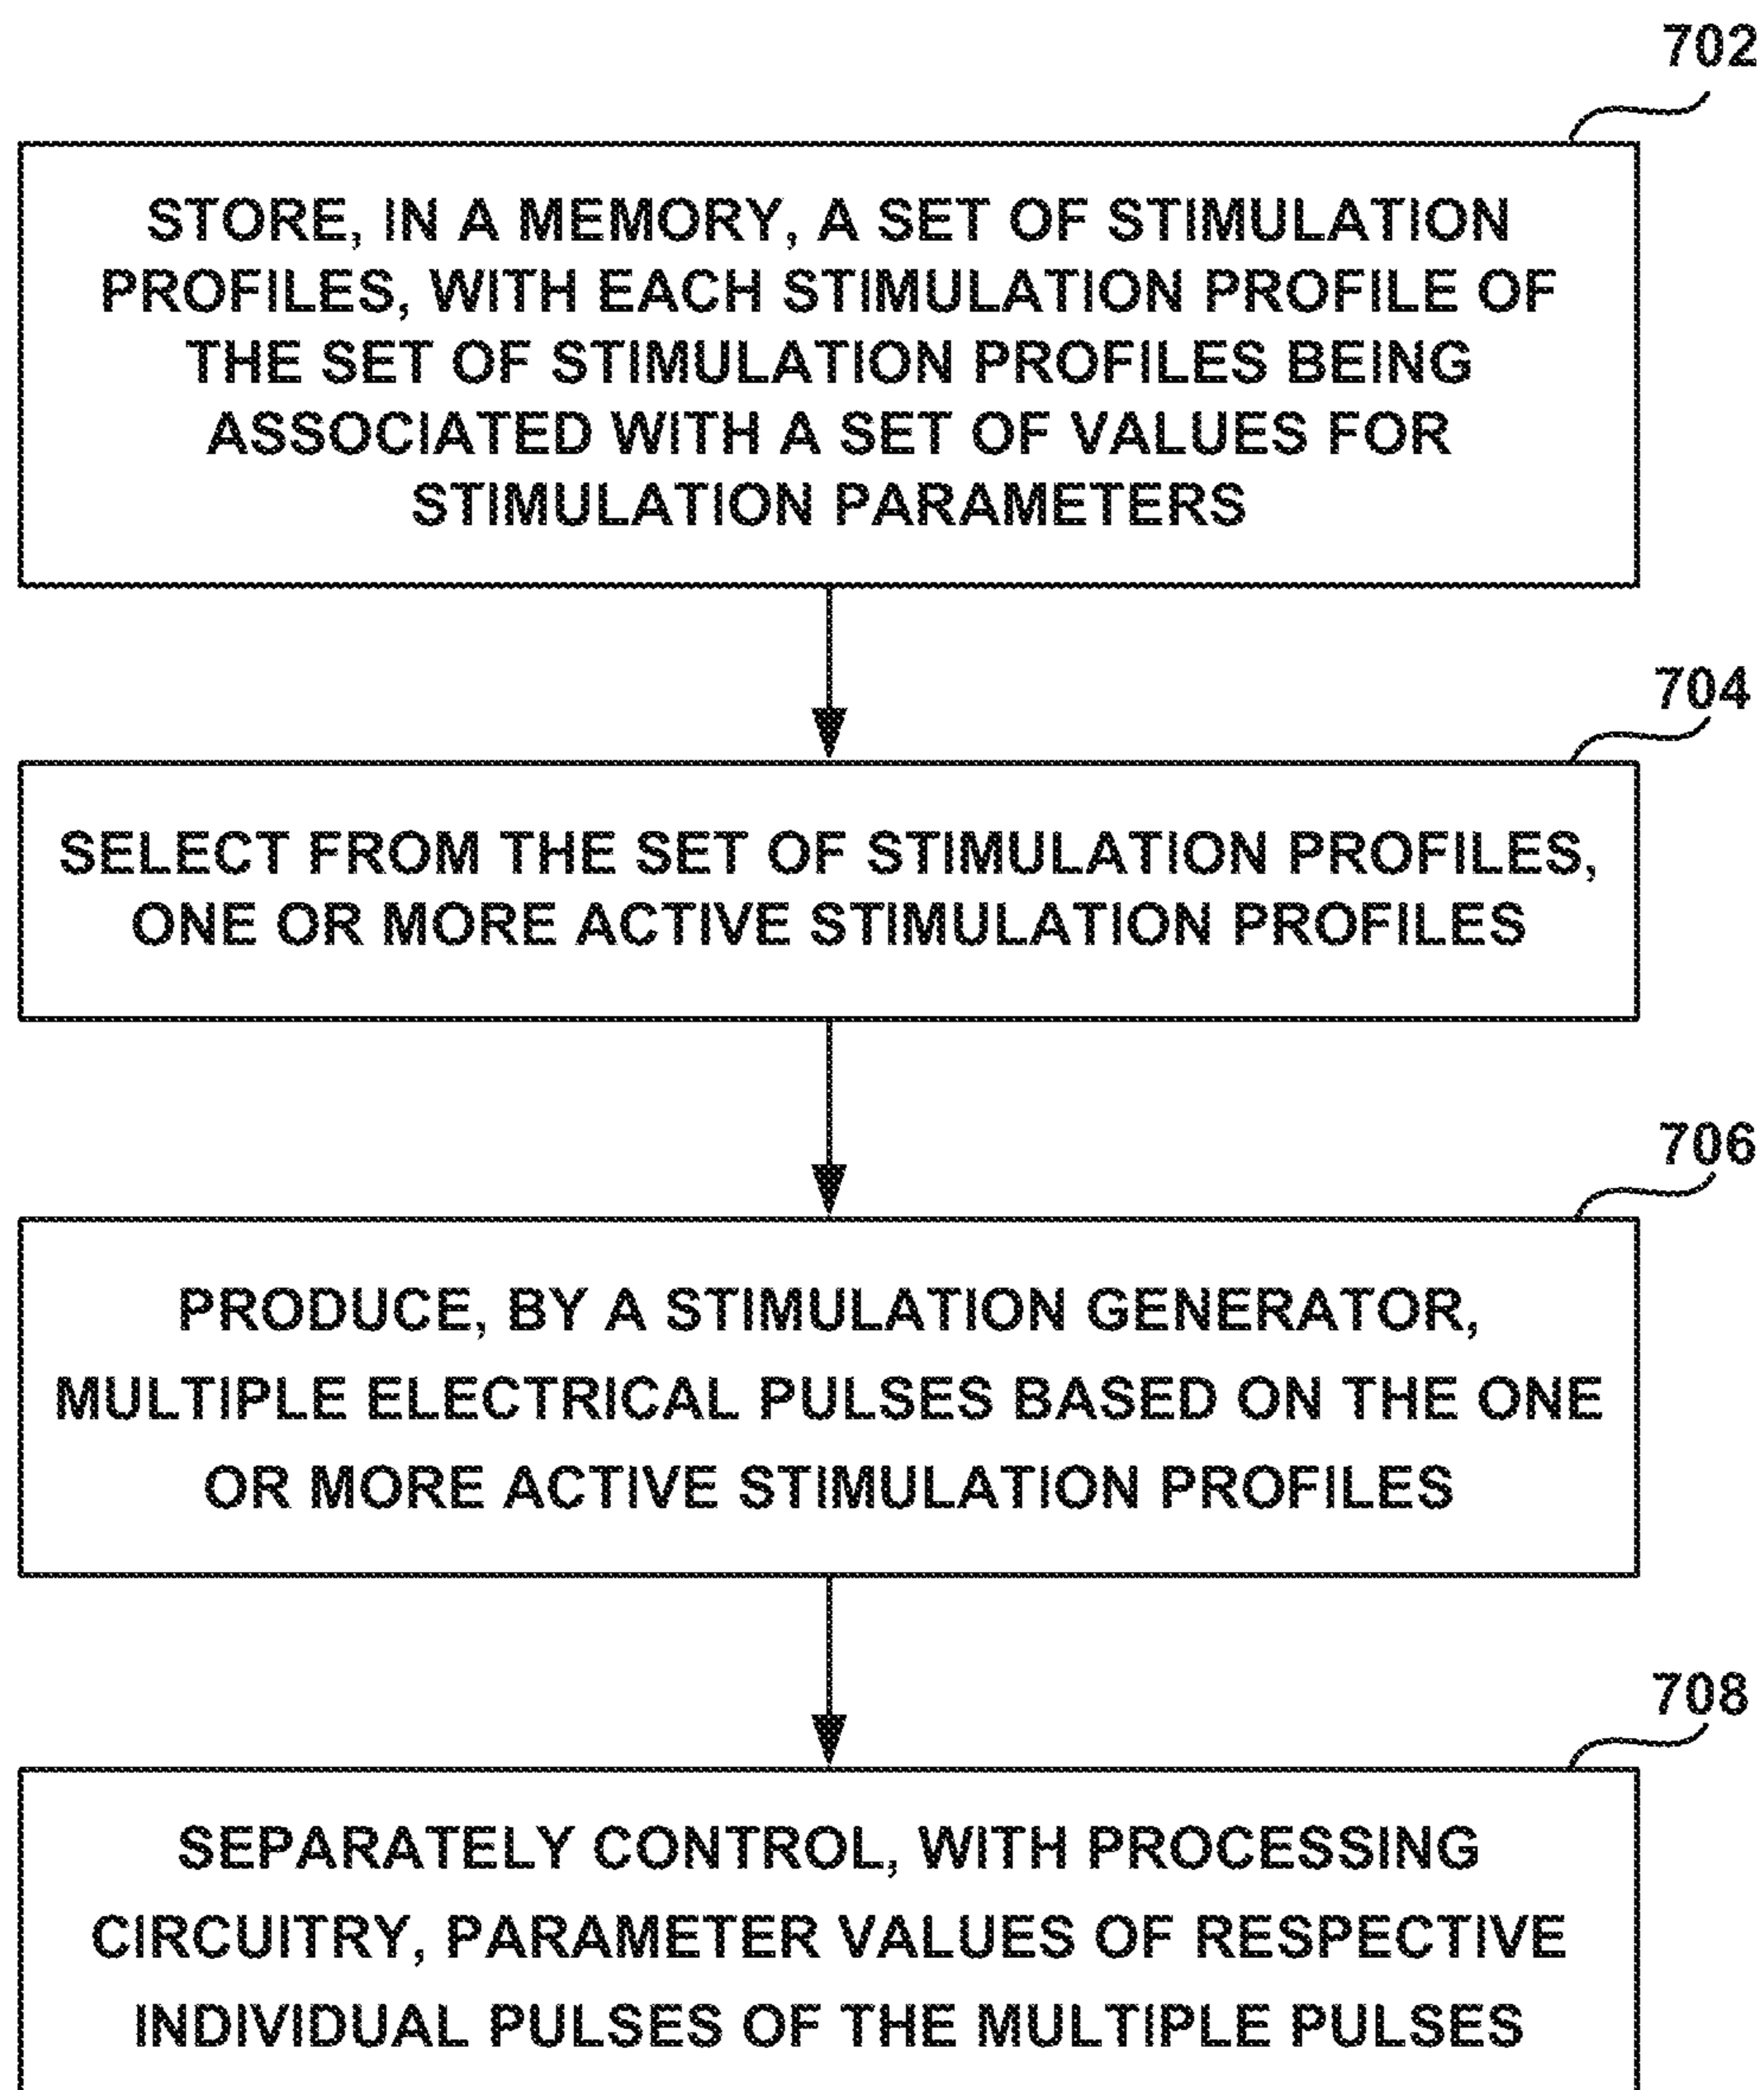 702
STORE, IN A MEMORY, A SET OF STIMULATION
PROFILES, WITH EACH STIMULATION PROFILE OF
THE SET OF STIMULATION PROFILES BEING
ASSOCIATED WITH A SET OF VALUES FOR
STIMULATION PARAMETERS
704
SELECT FROM THE SET OF STIMULATION PROFILES,
ONE OR MORE ACTIVE STIMULATION PROFILES
706
PRODUCE, BY A STIMULATION GENERATOR,
MULTIPLE ELECTRICAL PULSES BASED ON THE ONE
OR MORE ACTIVE STIMULATION PROFILES
708
SEPARATELY CONTROL, WITH PROCESSING
CIRCUITRY, PARAMETER VALUES OF RESPECTIVE
INDIVIDUAL PULSES OF THE MULTIPLE PULSES